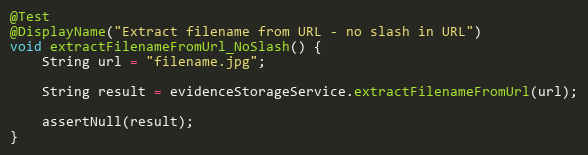 @Test
@DisplayName("Extract filename from URL - no slash in URL")
void extractFilenameFromUrl_NoSlash() {
    String url = "filename.jpg";

    String result = evidenceStorageService.extractFilenameFromUrl(url);

    assertNull(result);
}